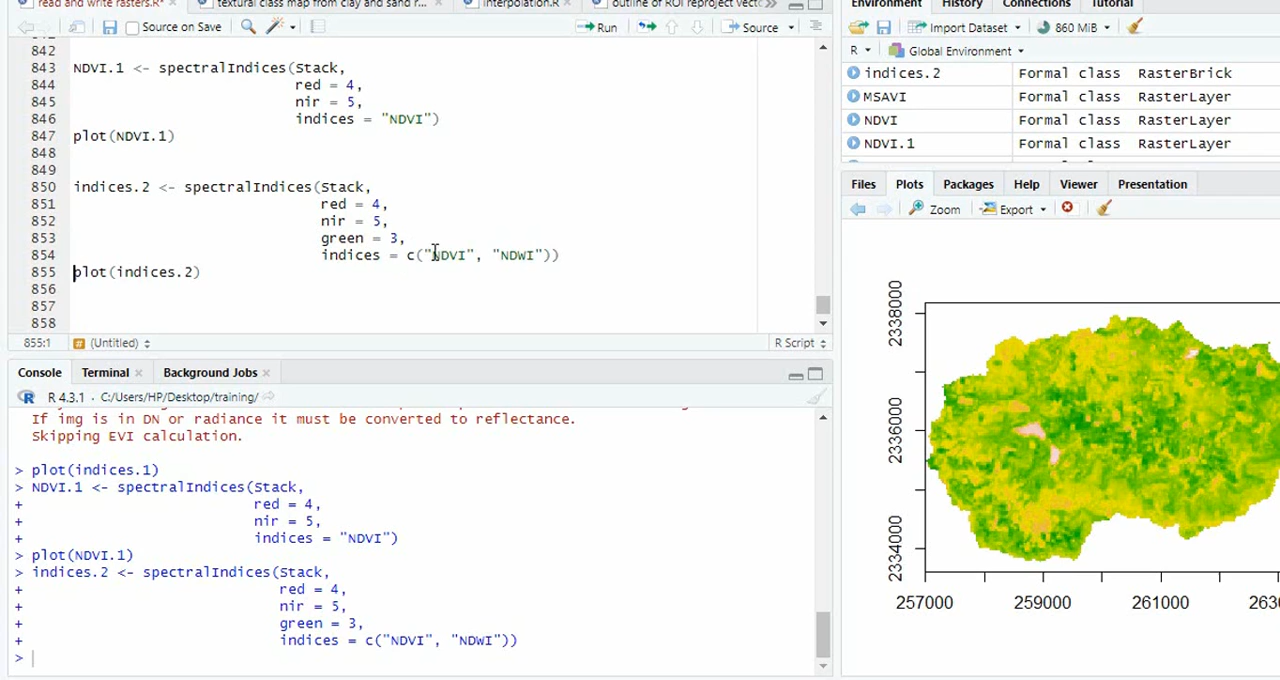 read and write rasters.R*
textural class map from clay and sand r...
interpolation.R
outline of ROI reproject vect
Source on Save
Run
Source
842
843 NDVI.1 <- spectralIndices(Stack,
844 red = 4,
845 nir = 5,
846 indices = "NDVI")
847 plot(NDVI.1)
848
849
850 indices.2 <- spectralIndices(Stack,
851 red = 4,
852 nir = 5,
853 green = 3,
854 indices = c("NDVI", "NDWI"))
855 plot(indices.2)
856
857
858
855:1 # (Untitled) R Script
Console Terminal Background Jobs
R 4.3.1 · C:/Users/HP/Desktop/training/
If img is in DN or radiance it must be converted to reflectance.
Skipping EVI calculation.
> plot(indices.1)
> NDVI.1 <- spectralIndices(Stack,
+ red = 4,
+ nir = 5,
+ indices = "NDVI")
> plot(NDVI.1)
> indices.2 <- spectralIndices(Stack,
+ red = 4,
+ nir = 5,
+ green = 3,
+ indices = c("NDVI", "NDWI"))
>
Environment History Connections Tutorial
Import Dataset 860 MiB
R Global Environment
indices.2 Formal class RasterBrick
MSAVI Formal class RasterLayer
NDVI Formal class RasterLayer
NDVI.1 Formal class RasterLayer
Files Plots Packages Help Viewer Presentation
Zoom Export
2338000
2336000
2334000
257000 259000 261000 2630